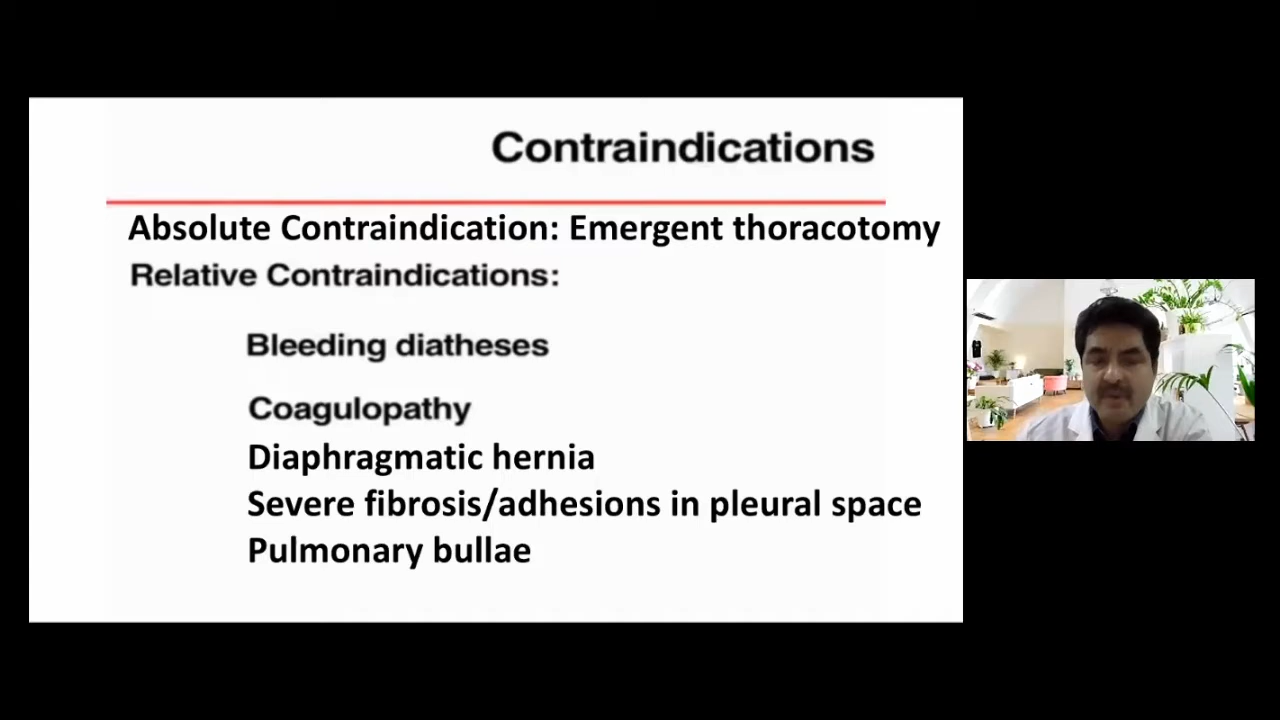 Contraindications
Absolute Contraindication: Emergent thoracotomy
Relative Contraindications:
Bleeding diatheses
Coagulopathy
Diaphragmatic hernia
Severe fibrosis/adhesions in pleural space
Pulmonary bullae